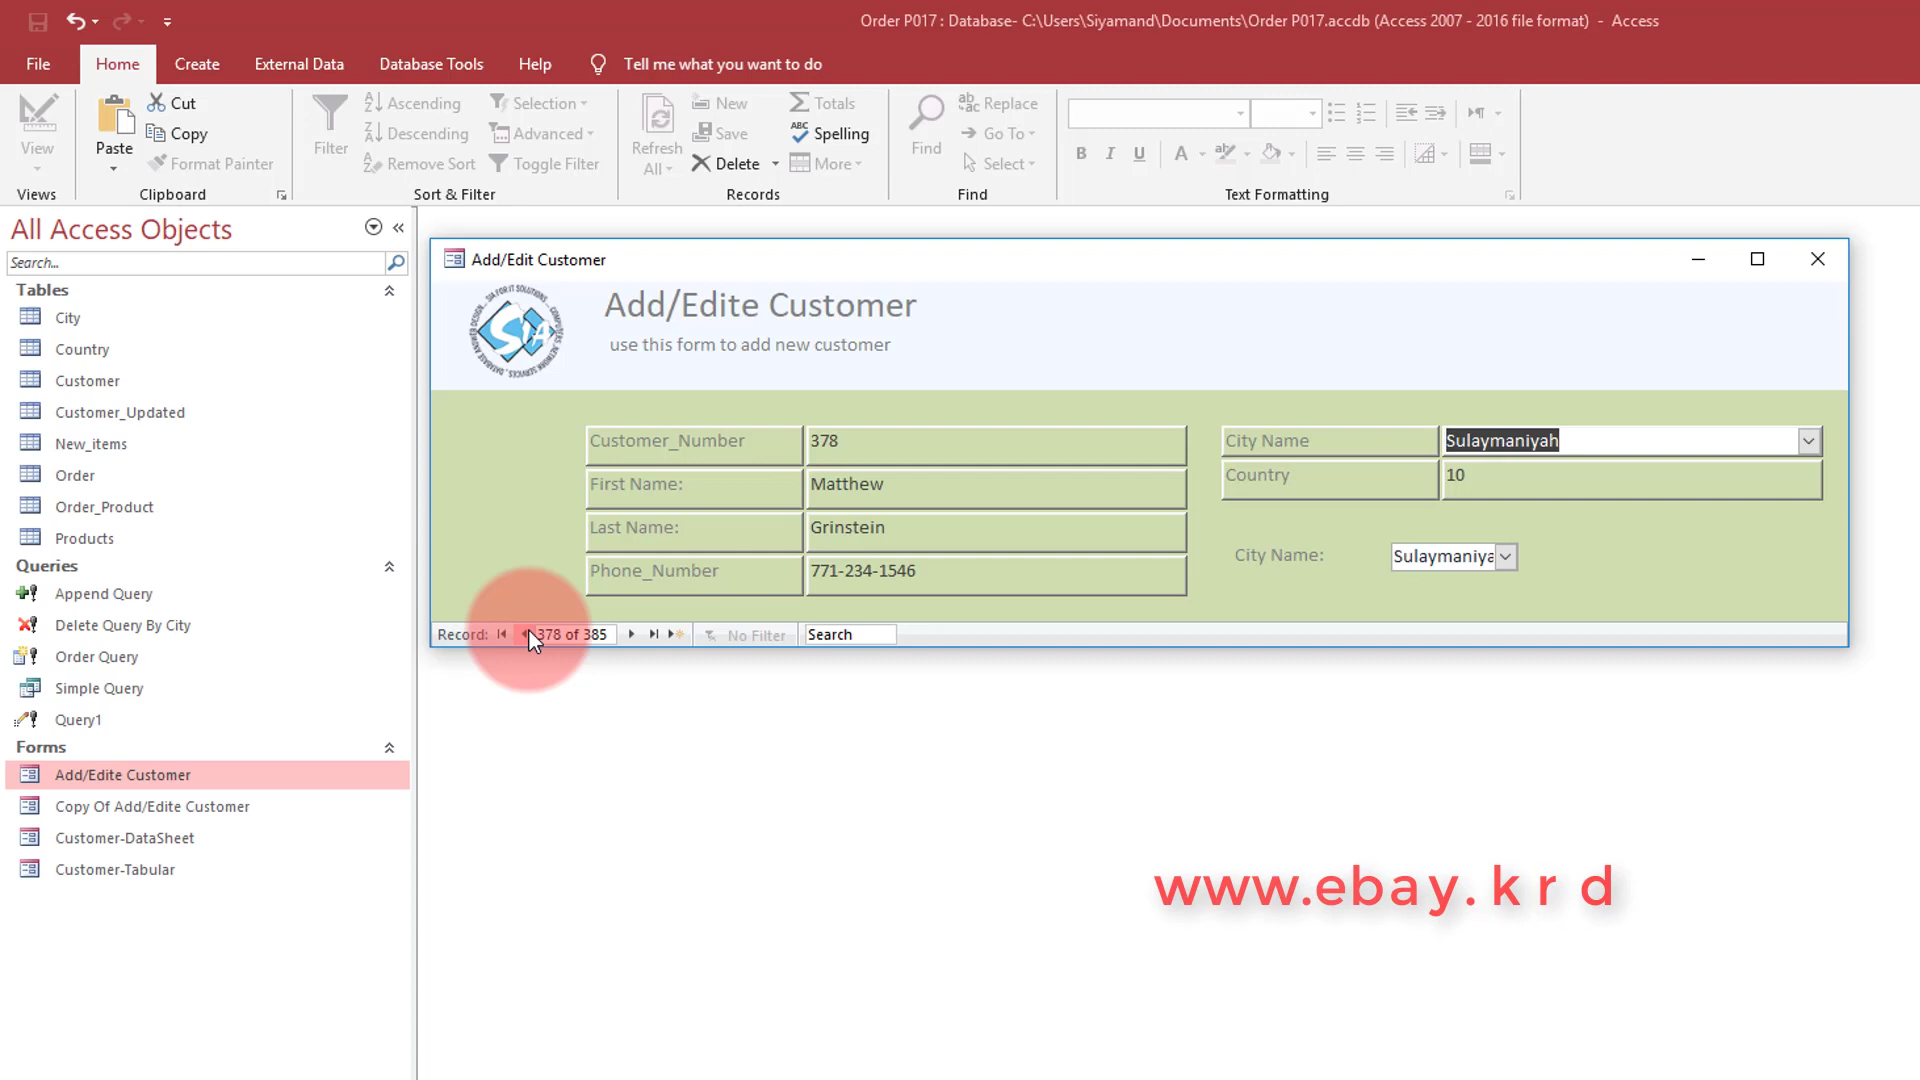 Order P017 : Database- C:\Users\Siyamand\Documents\Order P017.accdb (Access 2007 - 2016 file format) - Access
File Home Create External Data Database Tools Help Tell me what you want to do
View
Views
Paste
Cut
Copy
Format Painter
Clipboard
Filter
Ascending
Descending
Remove Sort
Selection
Advanced
Toggle Filter
Sort & Filter
Refresh
All
New
Save
Delete
Totals
Spelling
More
Records
Find
Replace
Go To
Select
Find
B I U A
Text Formatting
All Access Objects
Search...
Tables
City
Country
Customer
Customer_Updated
New_items
Order
Order_Product
Products
Queries
Append Query
Delete Query By City
Order Query
Simple Query
Query1
Forms
Add/Edite Customer
Copy Of Add/Edite Customer
Customer-DataSheet
Customer-Tabular
Add/Edit Customer
SIA
Add/Edite Customer
use this form to add new customer
Customer_Number 378
First Name: Matthew
Last Name: Grinstein
Phone_Number 771-234-1546
City Name Sulaymaniyah
Country 10
City Name: Sulaymaniya
Record: 378 of 385 No Filter Search
www.ebay.krd